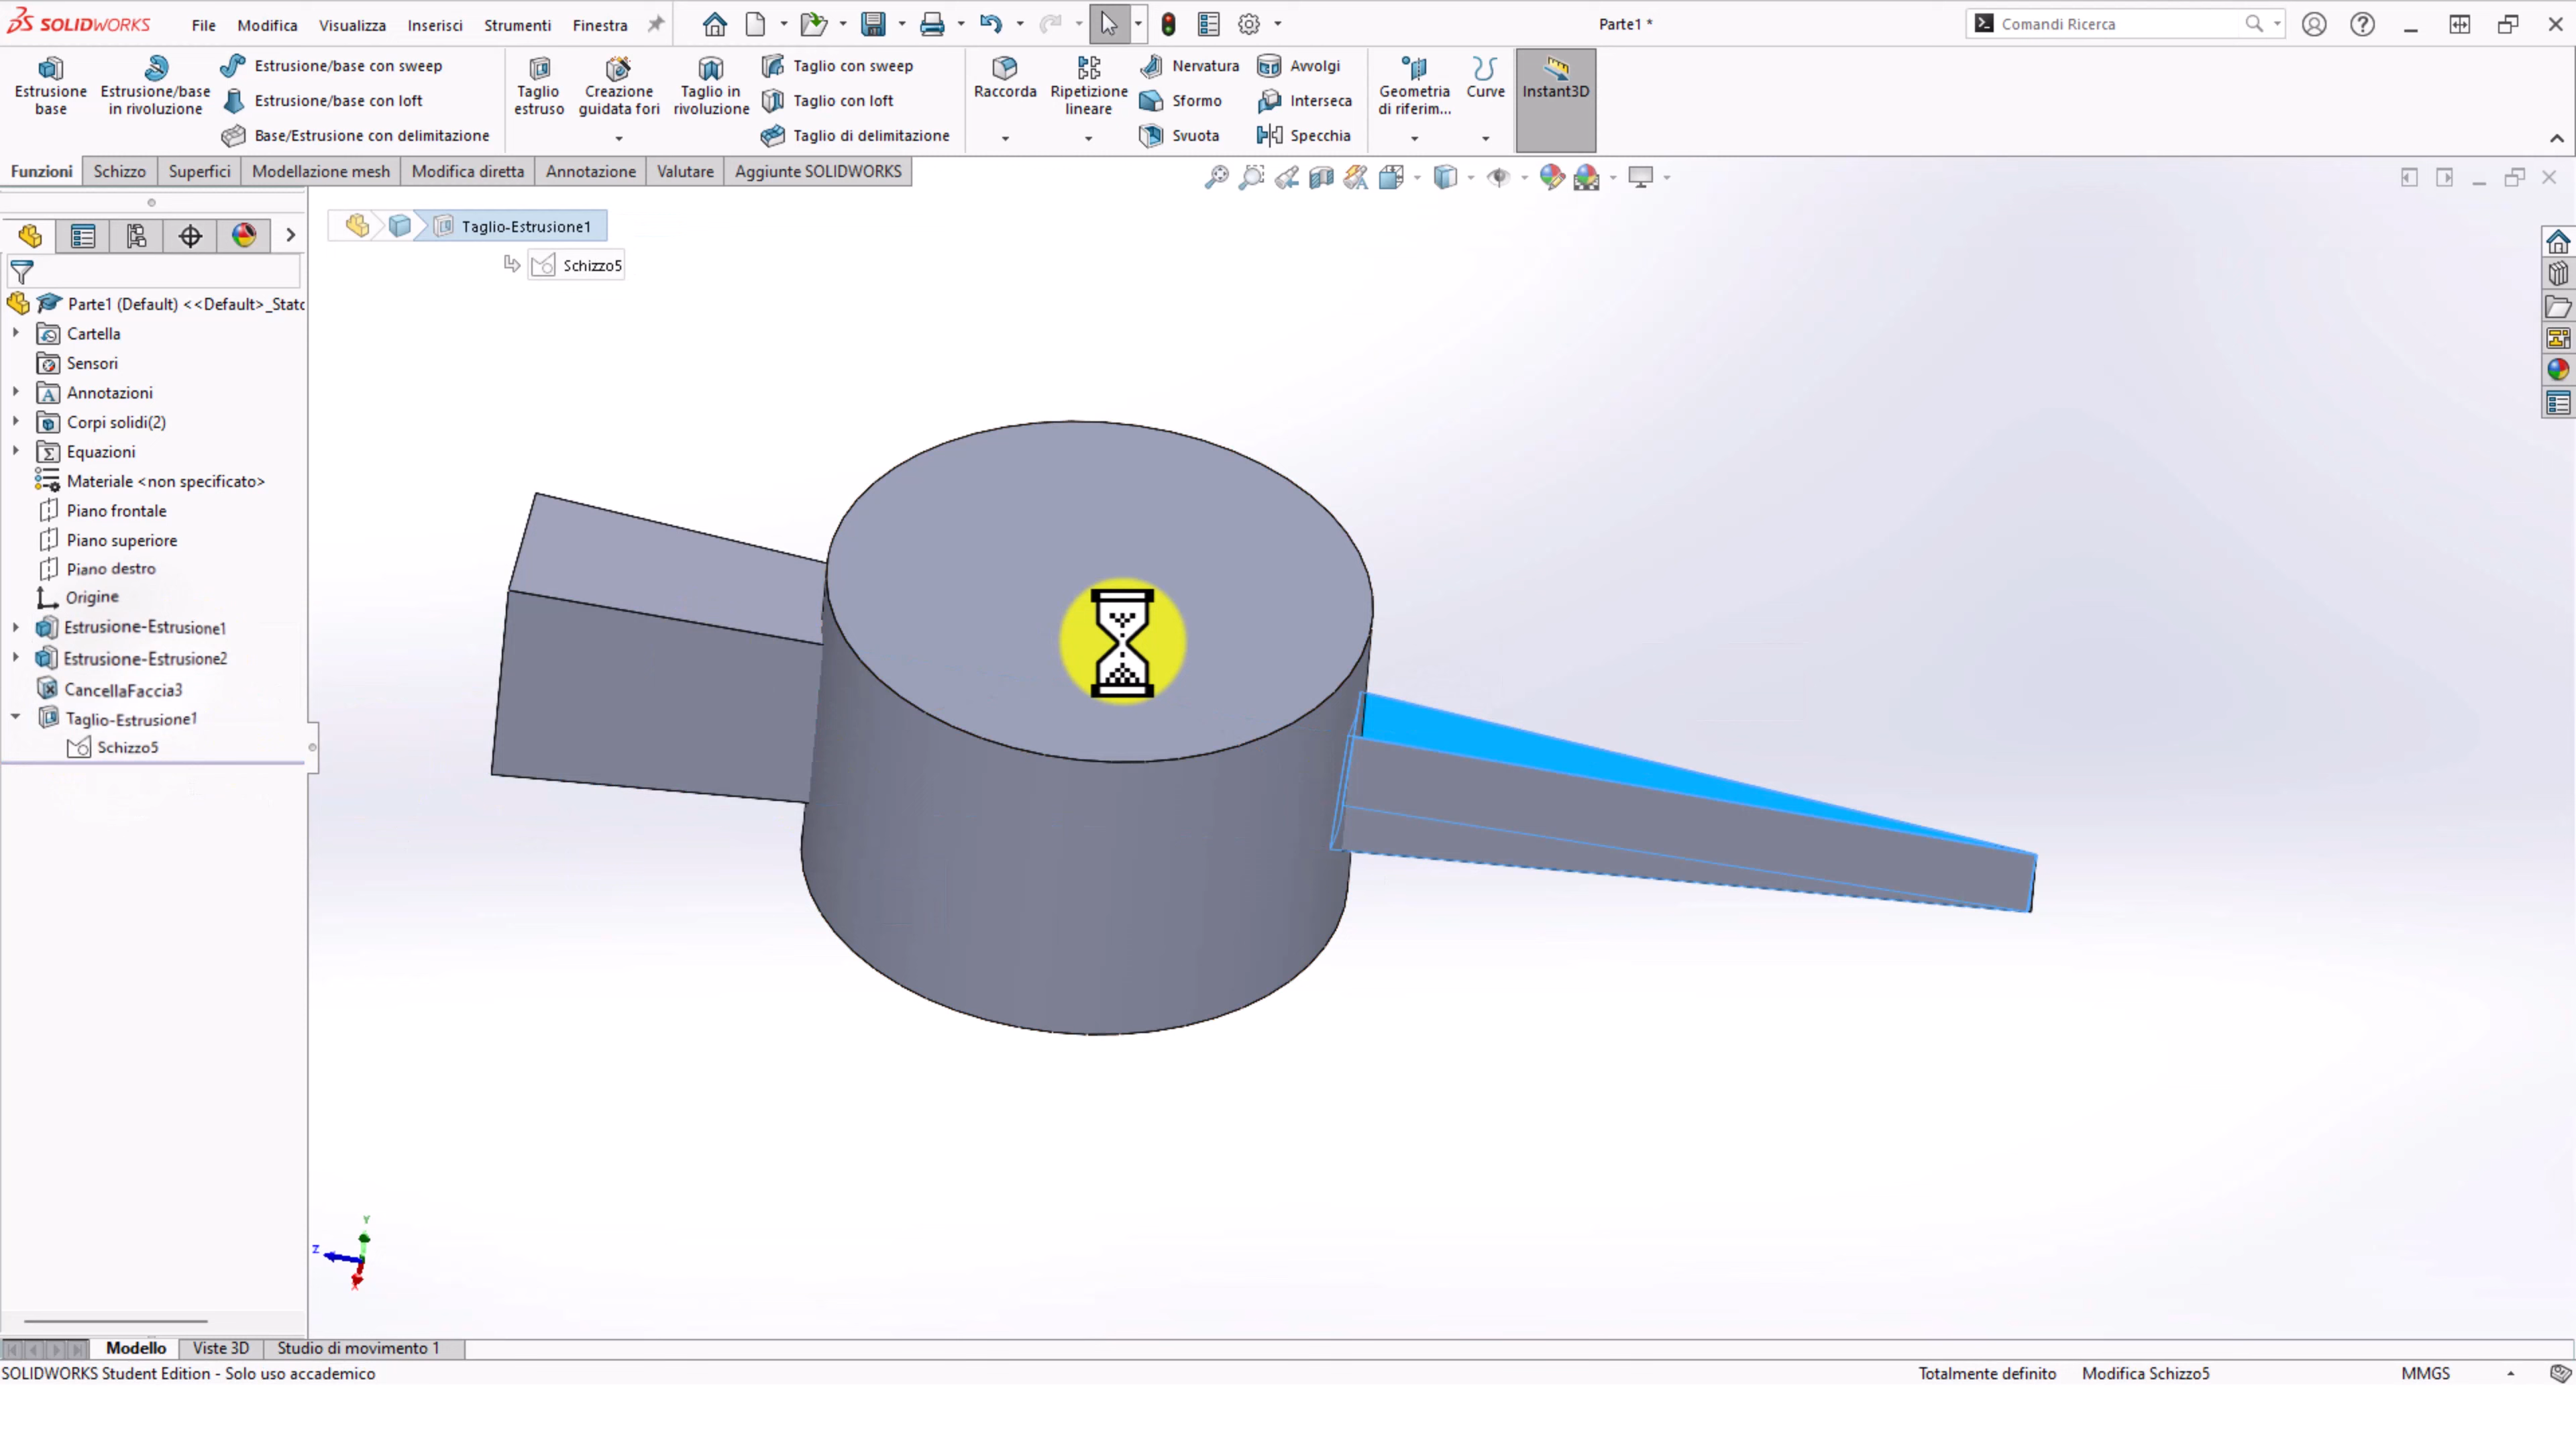 SOLIDWORKS File Modifica Visualizza Inserisci Strumenti Finestra Parte1 * Comandi Ricerca
Estrusione base
Estrusione/base in rivoluzione
Estrusione/base con sweep
Estrusione/base con loft
Base/Estrusione con delimitazione
Taglio estruso
Creazione guidata fori
Taglio in rivoluzione
Taglio con sweep
Taglio con loft
Taglio di delimitazione
Raccorda
Ripetizione lineare
Nervatura
Sformo
Svuota
Avvolgi
Interseca
Specchia
Geometria di riferim...
Curve
Instant3D
Funzioni Schizzo Superfici Modellazione mesh Modifica diretta Annotazione Valutare Aggiunte SOLIDWORKS
Taglio-Estrusione1
Schizzo5
Parte1 (Default) <<Default>_Stato
Cartella
Sensori
Annotazioni
Corpi solidi(2)
Equazioni
Materiale <non specificato>
Piano frontale
Piano superiore
Piano destro
Origine
Estrusione-Estrusione1
Estrusione-Estrusione2
CancellaFaccia3
Taglio-Estrusione1
Schizzo5
Y
Z
X
Modello Viste 3D Studio di movimento 1
SOLIDWORKS Student Edition - Solo uso accademico Totalmente definito Modifica Schizzo5 MMGS